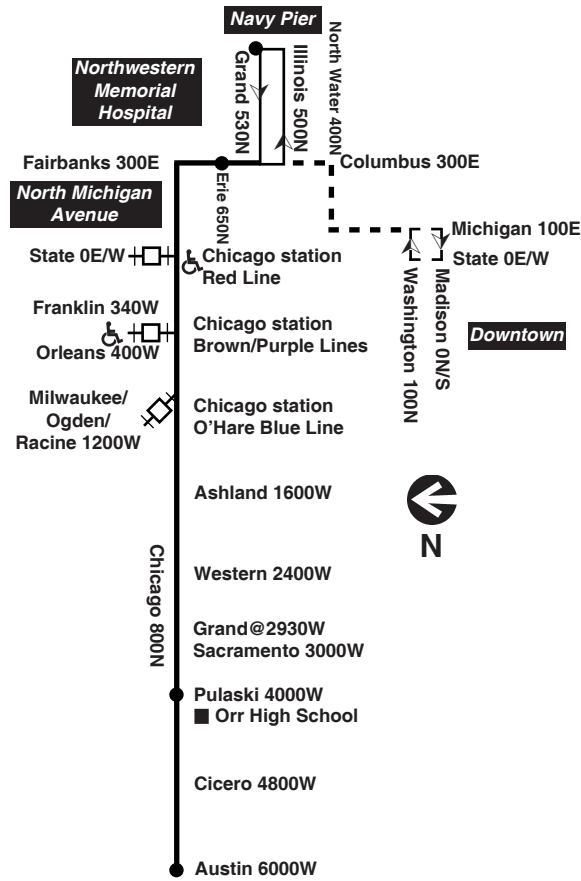 Navy Pier
Northwestern
Memorial
Hospital
Grand 530N
Illinois 500N
North Water 400N
Fairbanks 300E
Columbus 300E
Erie 650N
North Michigan
Avenue
Michigan 100E
State 0E/W
Washington 100N
Madison 0N/S
Downtown
State 0E/W
Chicago station
Red Line
Franklin 340W
Orleans 400W
Chicago station
Brown/Purple Lines
Milwaukee/
Ogden/
Racine 1200W
Chicago station
O'Hare Blue Line
Ashland 1600W
N
Chicago 800N
Western 2400W
Grand@2930W
Sacramento 3000W
Pulaski 4000W
Orr High School
Cicero 4800W
Austin 6000W